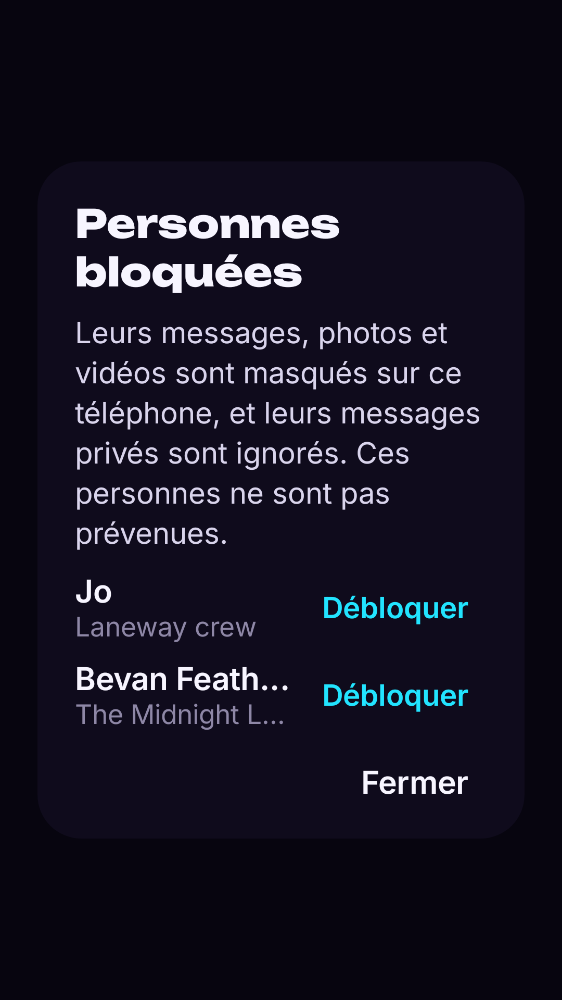 Personnes
bloquées
Leurs messages, photos et
vidéos sont masqués sur ce
téléphone, et leurs messages
privés sont ignorés. Ces
personnes ne sont pas
prévenues.
Jo
Laneway crew
Débloquer
Bevan Feath...
The Midnight L...
Débloquer
Fermer